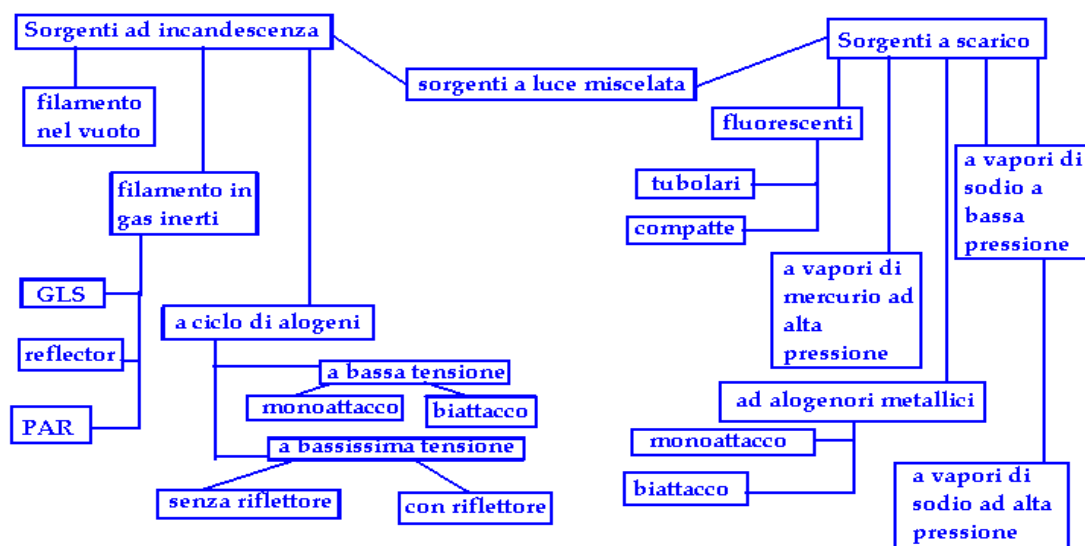 Sorgenti ad incandescenza
Sorgenti a scarico
sorgenti a luce miscelata
filamento
nel vuoto
fluorescenti
a vapori di
sodio a
bassa
pressione
filamento in
gas inerti
tubolari
compatte
a vapori di
mercurio ad
alta
pressione
GLS
a ciclo di alogeni
reflector
a bassa tensione
monoattacco
biattacco
ad alogenori metallici
PAR
a bassissima tensione
monoattacco
senza riflettore
con riflettore
biattacco
a vapori di
sodio ad alta
pressione